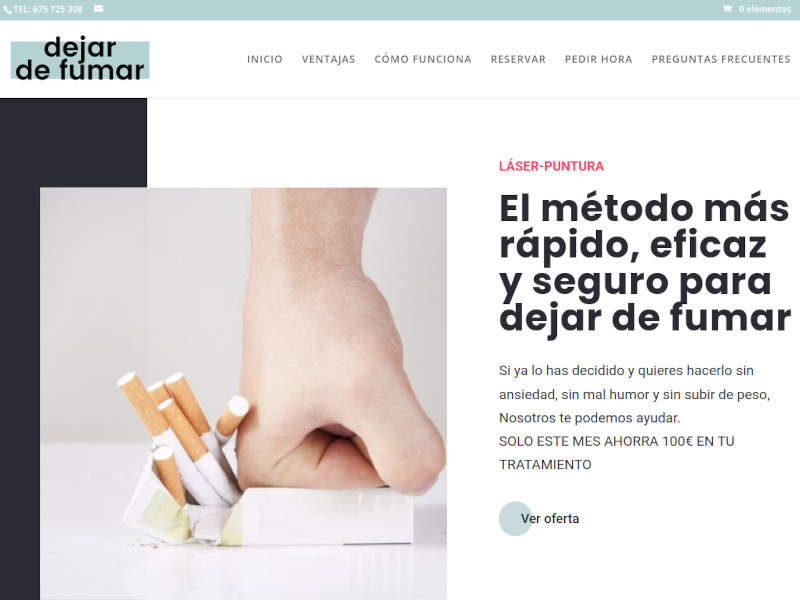 TEL: 675 725 308
0 elementos
dejar
de fumar
INICIO VENTAJAS CÓMO FUNCIONA RESERVAR PEDIR HORA PREGUNTAS FRECUENTES
LÁSER-PUNTURA
El método más
rápido, eficaz
y seguro para
dejar de fumar
Si ya lo has decidido y quieres hacerlo sin
ansiedad, sin mal humor y sin subir de peso,
Nosotros te podemos ayudar.
SOLO ESTE MES AHORRA 100€ EN TU
TRATAMIENTO
Ver oferta